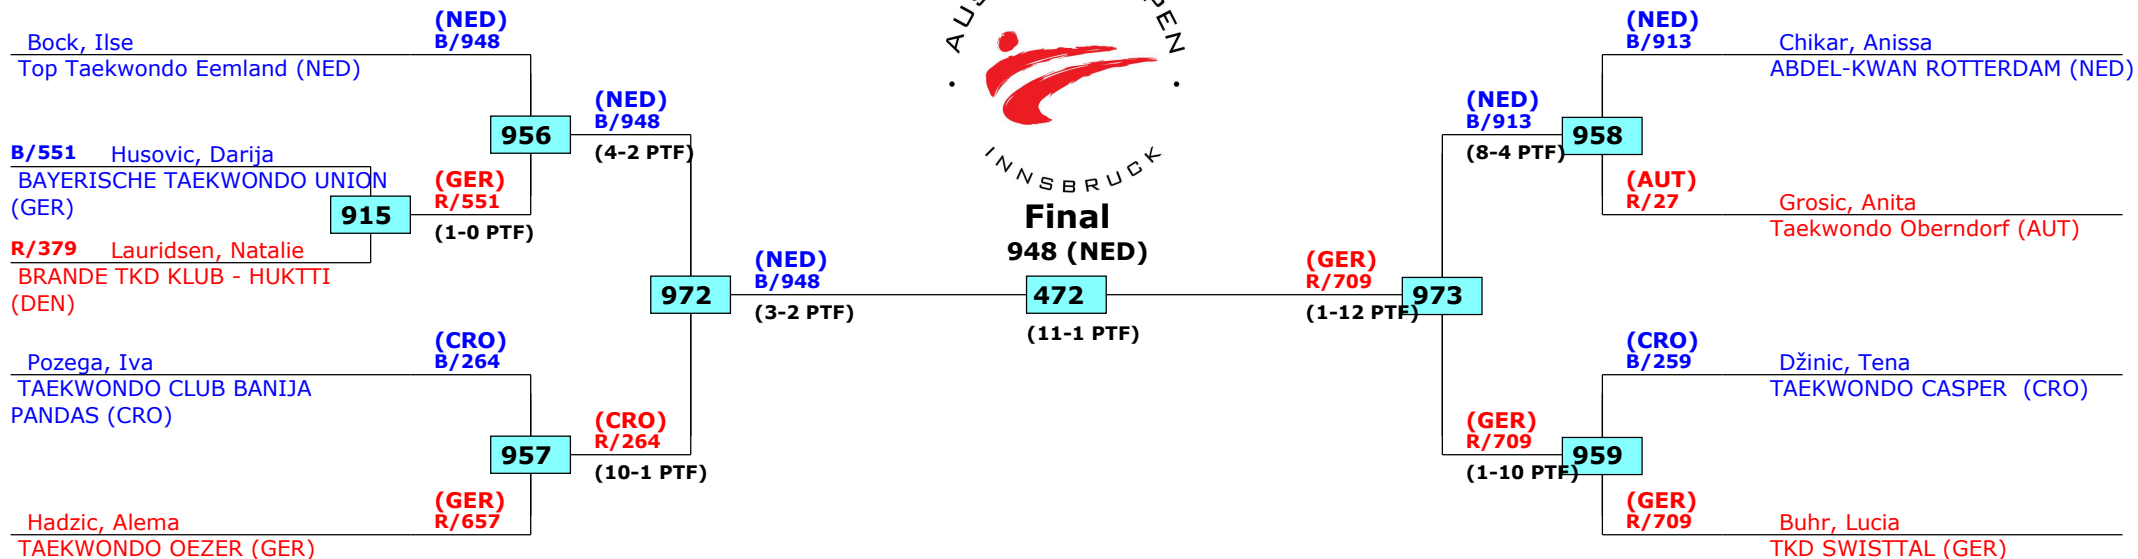 (NED)
B/948
Bock, Ilse
Top Taekwondo Eemland (NED)
B/551 Husovic, Darija
BAYERISCHE TAEKWONDO UNION
(GER)
R/379 Lauridsen, Natalie
BRANDE TKD KLUB - HUKTTI
(DEN)
915
(GER)
R/551
(1-0 PTF)
956
(NED)
B/948
(4-2 PTF)
Pozega, Iva
TAEKWONDO CLUB BANIJA
PANDAS (CRO)
(CRO)
B/264
Hadzic, Alema
TAEKWONDO OEZER (GER)
(GER)
R/657
957
(CRO)
R/264
(10-1 PTF)
972
(NED)
B/948
(3-2 PTF)
INNSBRUCK
Final
948 (NED)
472
(11-1 PTF)
(GER)
R/709
(1-12 PTF)
973
(NED)
B/913
(8-4 PTF)
958
(NED)
B/913
Chikar, Anissa
ABDEL-KWAN ROTTERDAM (NED)
(AUT)
R/27
Grosic, Anita
Taekwondo Oberndorf (AUT)
(GER)
R/709
(1-10 PTF)
959
(CRO)
B/259
Džinic, Tena
TAEKWONDO CASPER (CRO)
(GER)
R/709
Buhr, Lucia
TKD SWISTTAL (GER)